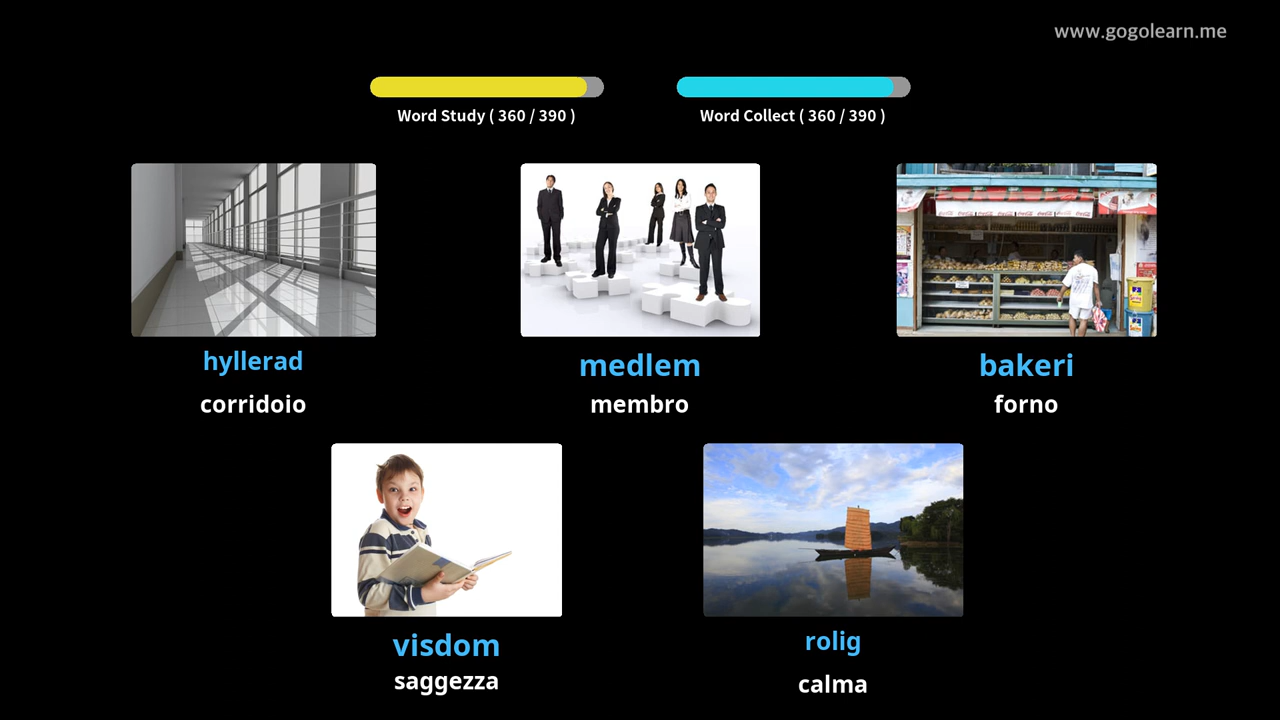 www.gogolearn.me
Word Study ( 360 / 390 )
Word Collect ( 360 / 390 )
hyllerad
corridoio
medlem
membro
bakeri
forno
visdom
saggezza
rolig
calma